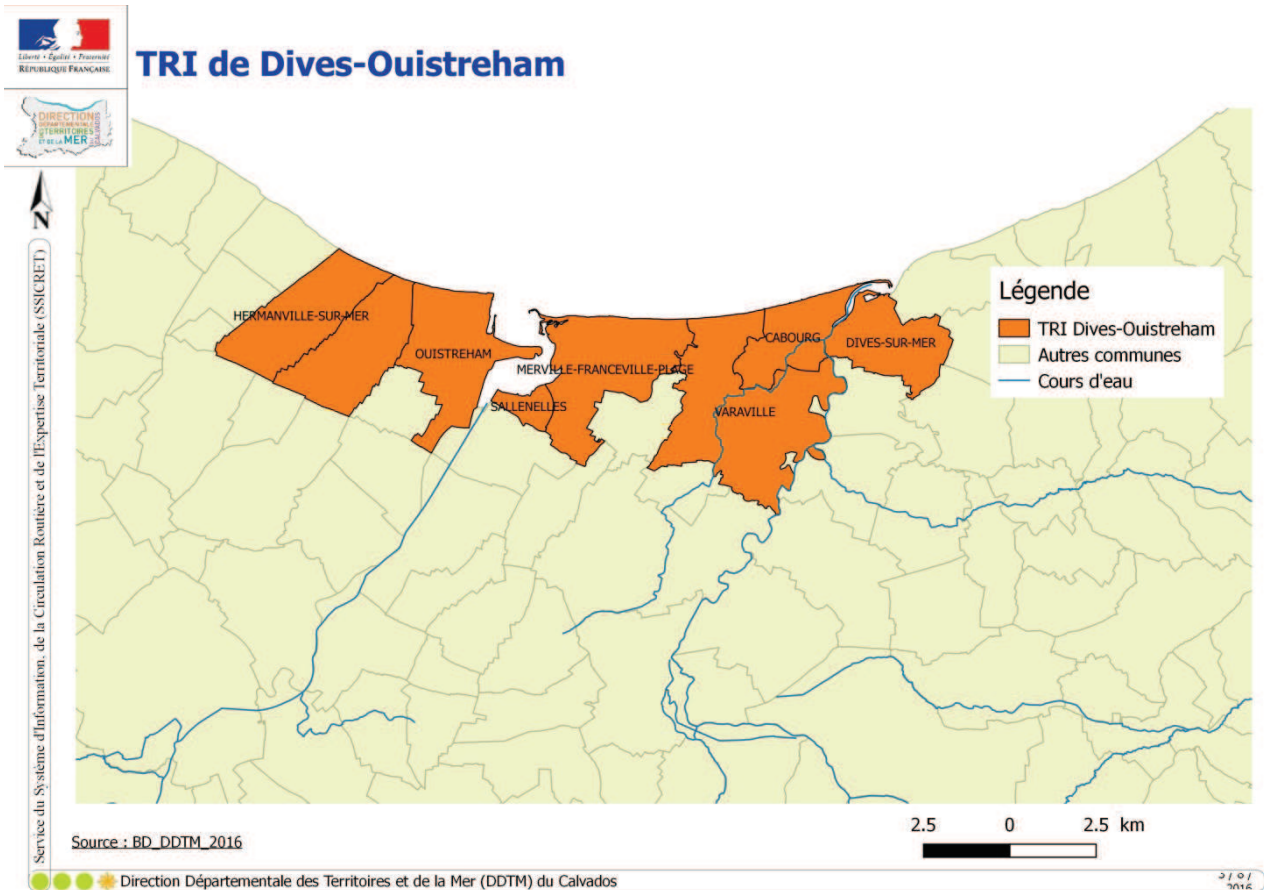 Liberté • Égalité • Fraternité
RÉPUBLIQUE FRANÇAISE
TRI de Dives-Ouistreham
DIRECTION
DÉPARTEMENTALE
DES
TERRITOIRES
ET DE LA MER
CALVADOS
N
Service du Système d'Information, de la Circulation Routière et de l'Expertise Territoriale (SSICRET)
HERMANVILLE-SUR-MER
OUISTREHAM
MERVILLE-FRANCEVILLE-PLAGE
SALLENELLES
CABOURG
DIVES-SUR-MER
VARAVILLE
Légende
TRI Dives-Ouistreham
Autres communes
Cours d'eau
2.5 0 2.5 km
Source : BD_DDTM_2016
Direction Départementale des Territoires et de la Mer (DDTM) du Calvados
2016